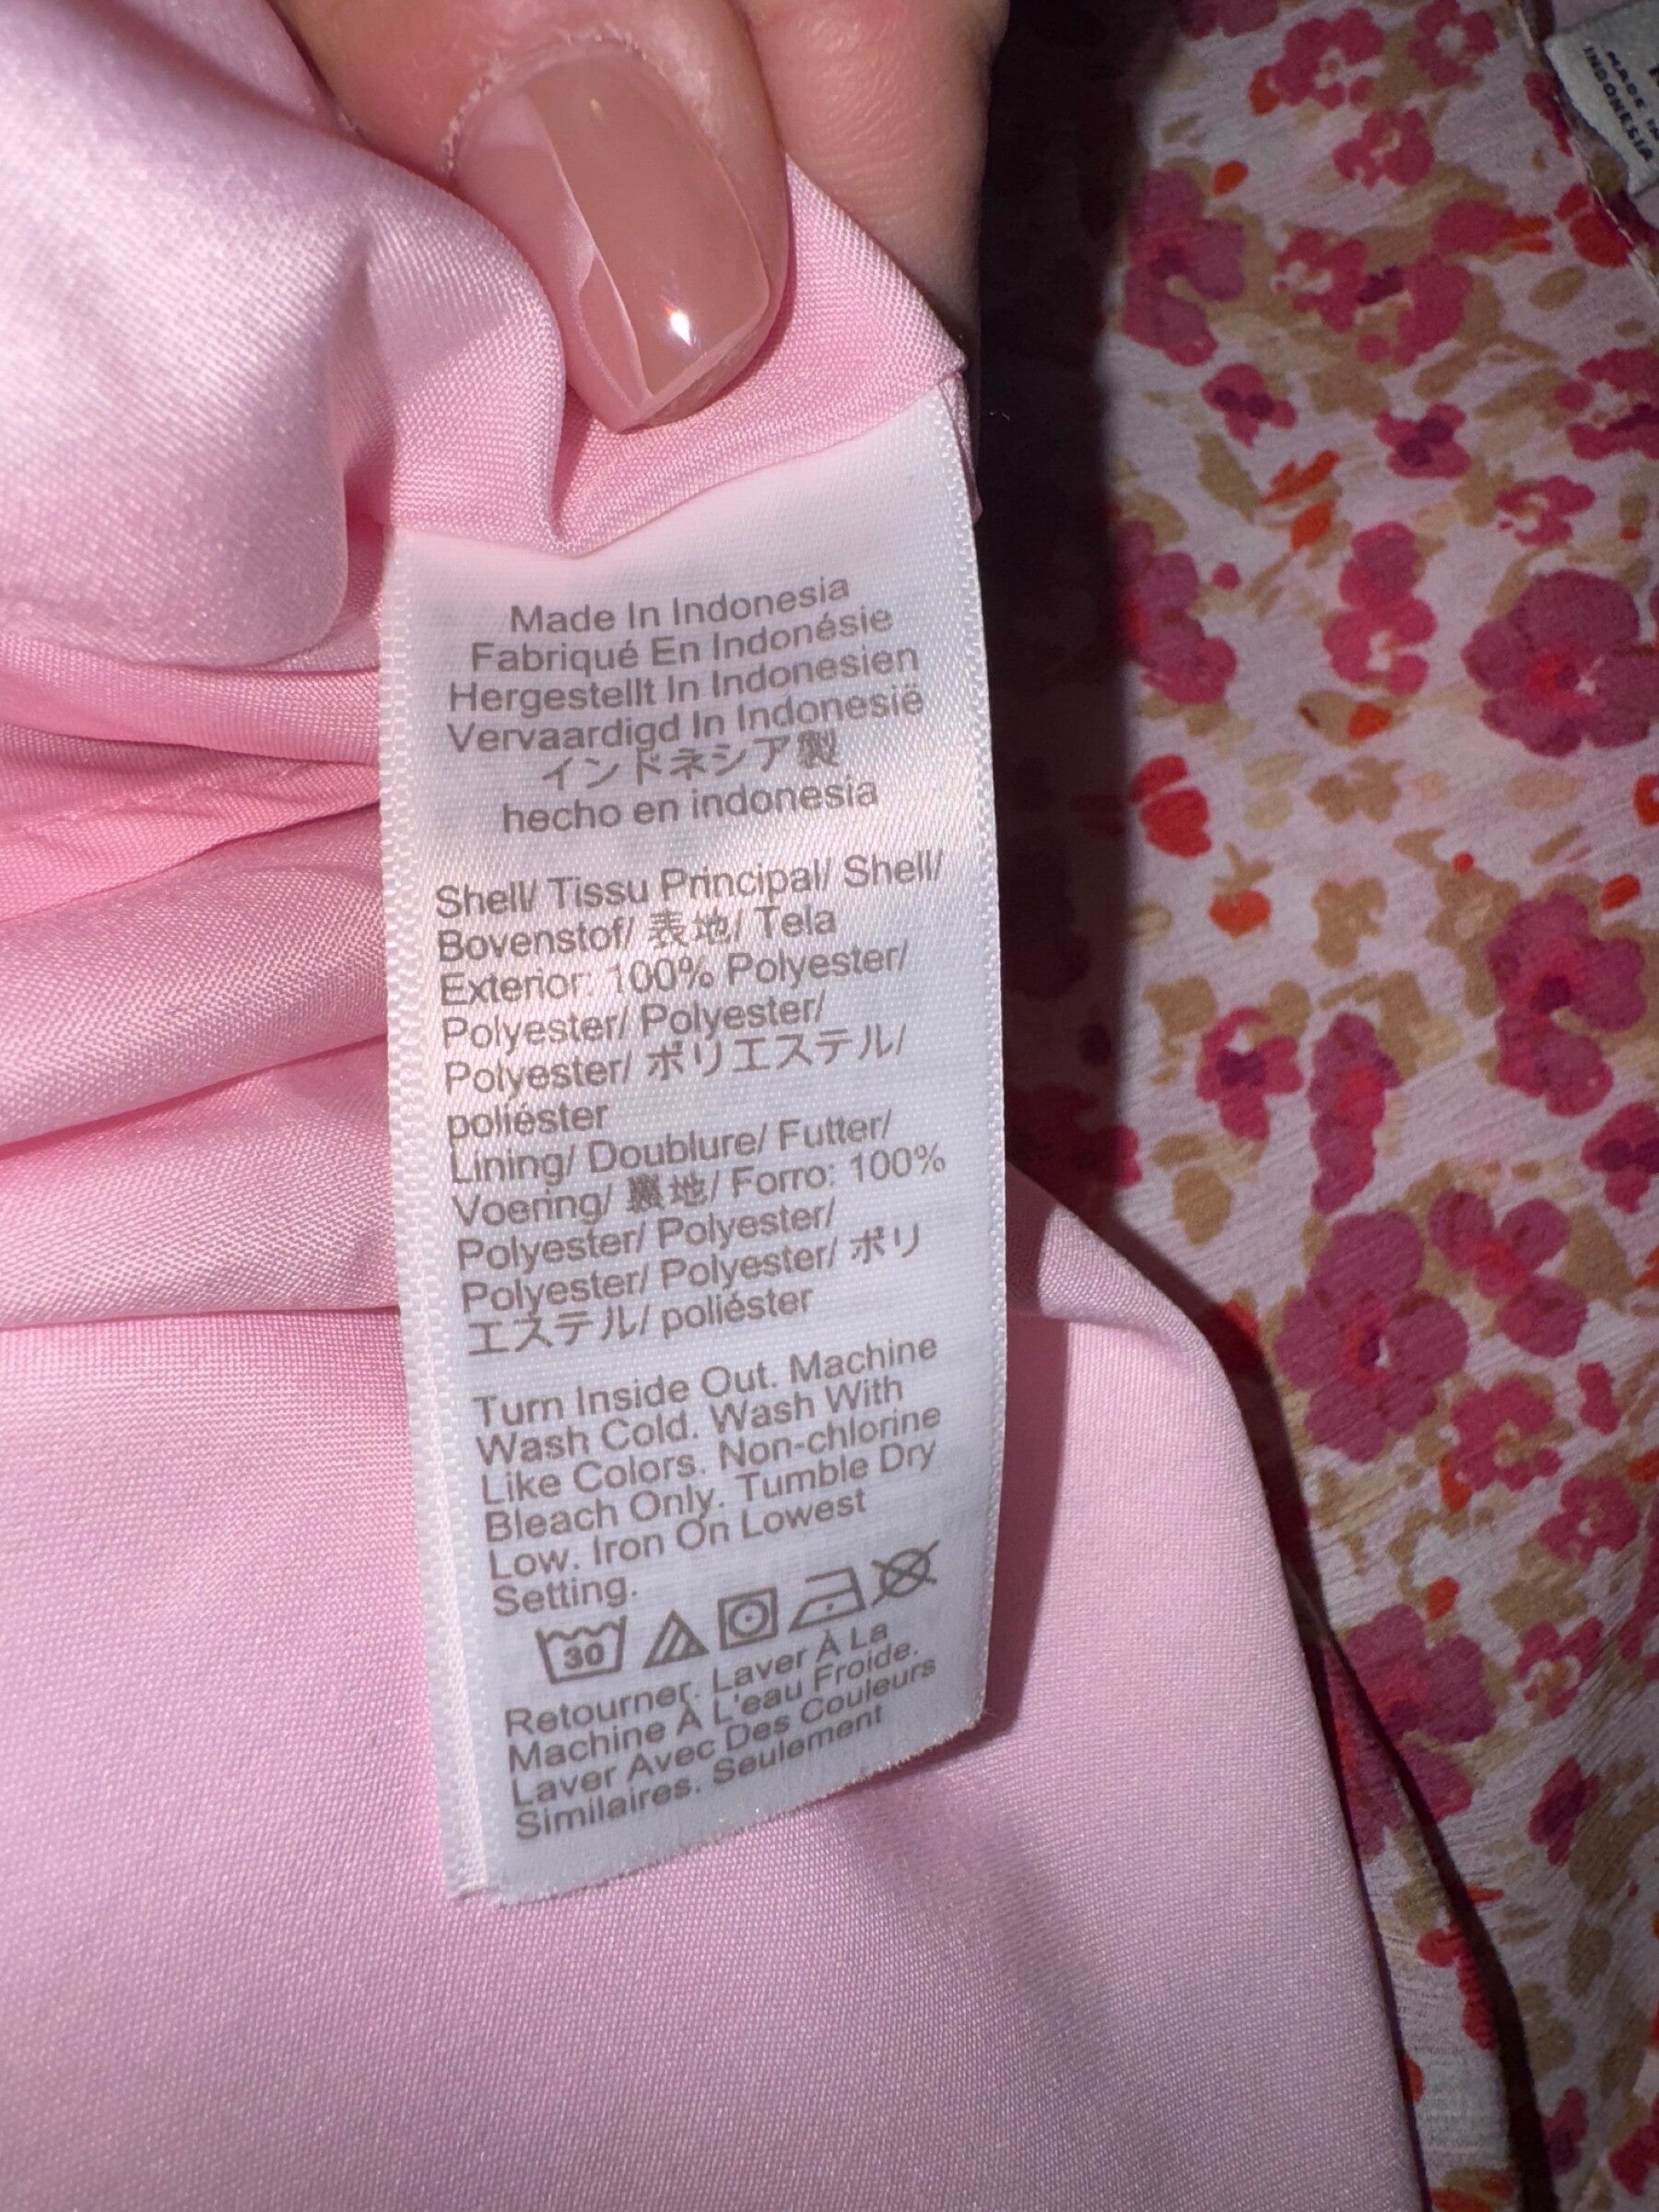 MADE IN
INDONESIA
Made In Indonesia
Fabriqué En Indonésie
Hergestellt In Indonesien
Vervaardigd In Indonesië
インドネシア製
hecho en indonesia
Shell/ Tissu Principal/ Shell/
Bovenstof/ 表地/ Tela
Exterior: 100% Polyester/
Polyester/ Polyester/
Polyester/ ポリエステル/
poliéster
Lining/ Doublure/ Futter/
Voering/ 裏地/ Forro: 100%
Polyester/ Polyester/
Polyester/ Polyester/ ポリ
エステル/ poliéster
Turn Inside Out. Machine
Wash Cold. Wash With
Like Colors. Non-chlorine
Bleach Only. Tumble Dry
Low. Iron On Lowest
Setting.
30
Retourner. Laver À La
Machine À L'eau Froide.
Laver Avec Des Couleurs
Similaires. Seulement